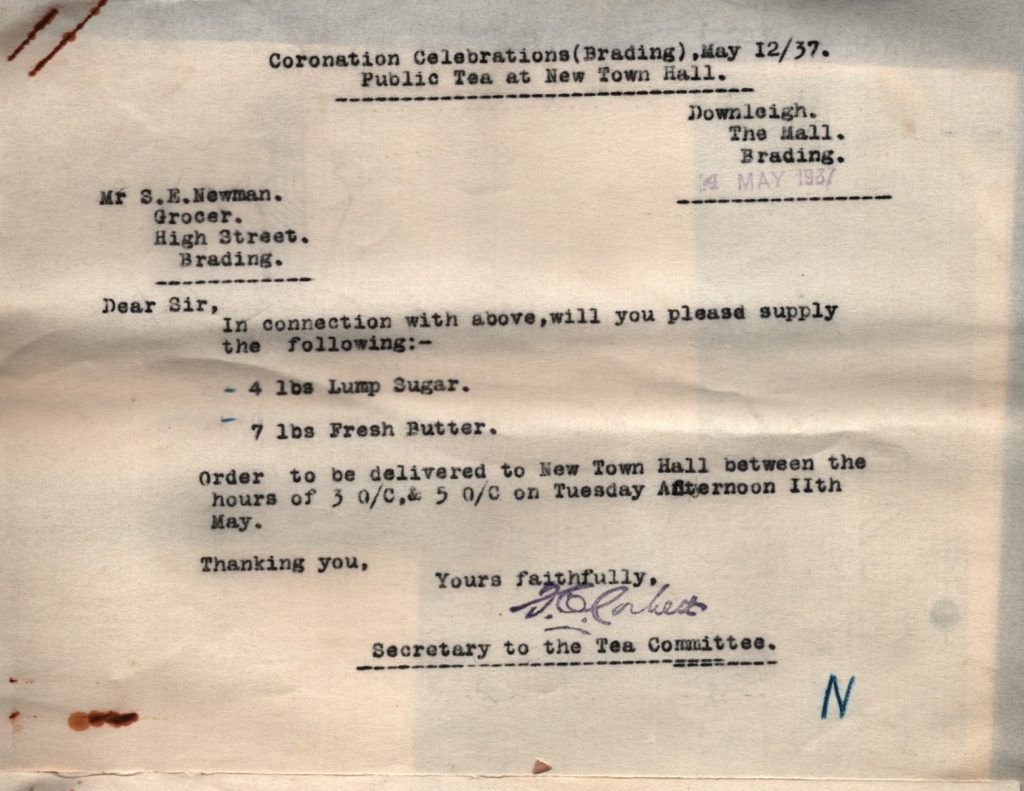 Coronation Celebrations(Brading),May I2/37.
Public Tea at New Town Hall.
Downleigh.
The Mall.
Brading.
4 MAY 1937
Mr S.E.Newman.
Grocer.
High Street.
Brading.
Dear Sir,
In connection with above,will you please supply
the following:-
- 4 lbs Lump Sugar.
- 7 lbs Fresh Butter.
Order to be delivered to New Town Hall between the
hours of 3 O/C,& 5 O/C on Tuesday Afternoon IIth
May.
Thanking you,
Yours faithfully,
Corbett
Secretary to the Tea Committee.
N